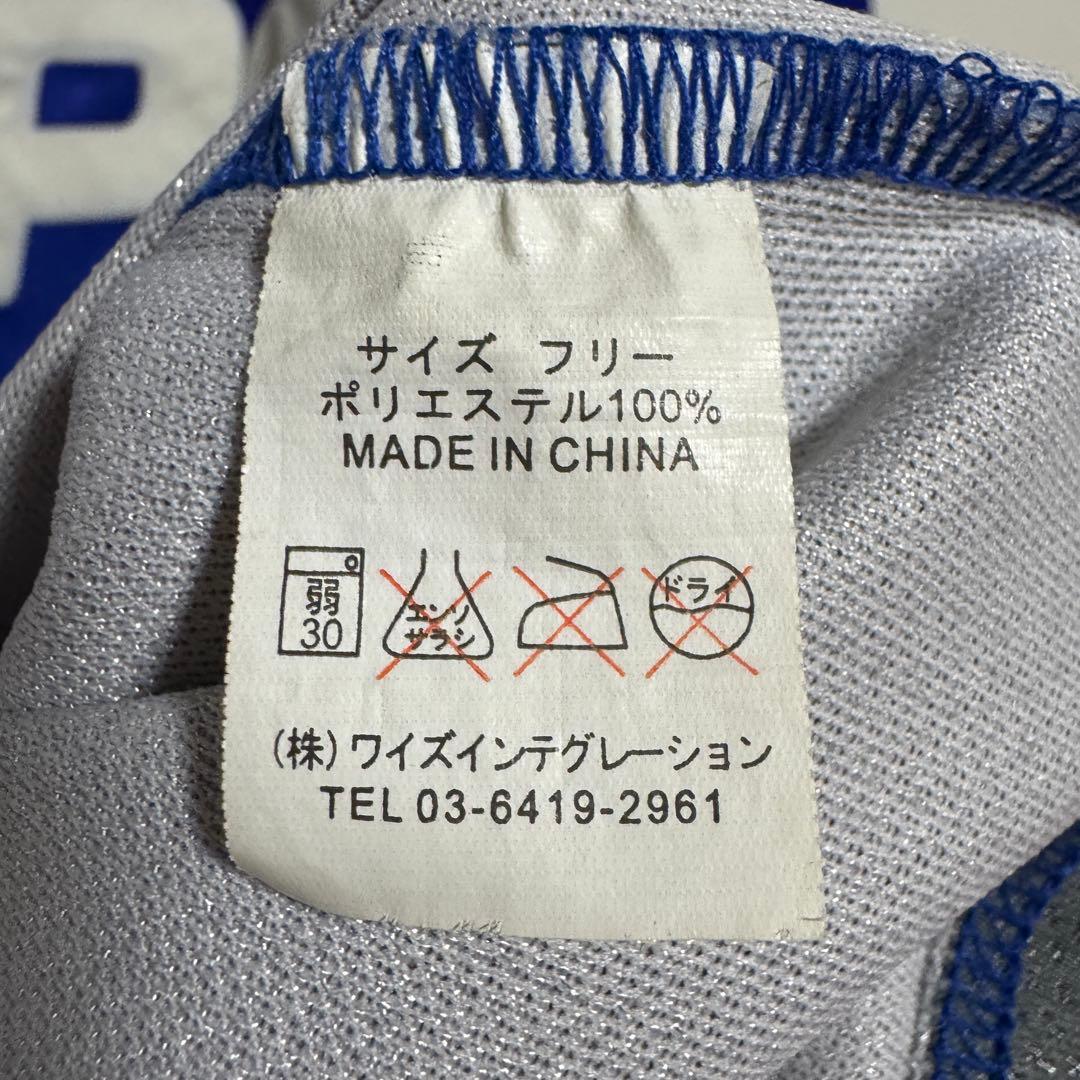 サイズ フリー
ポリエステル100%
MADE IN CHINA
弱
30
エンソ
サラシ
ドライ
(株)ワイズインテグレーション
TEL 03-6419-2961